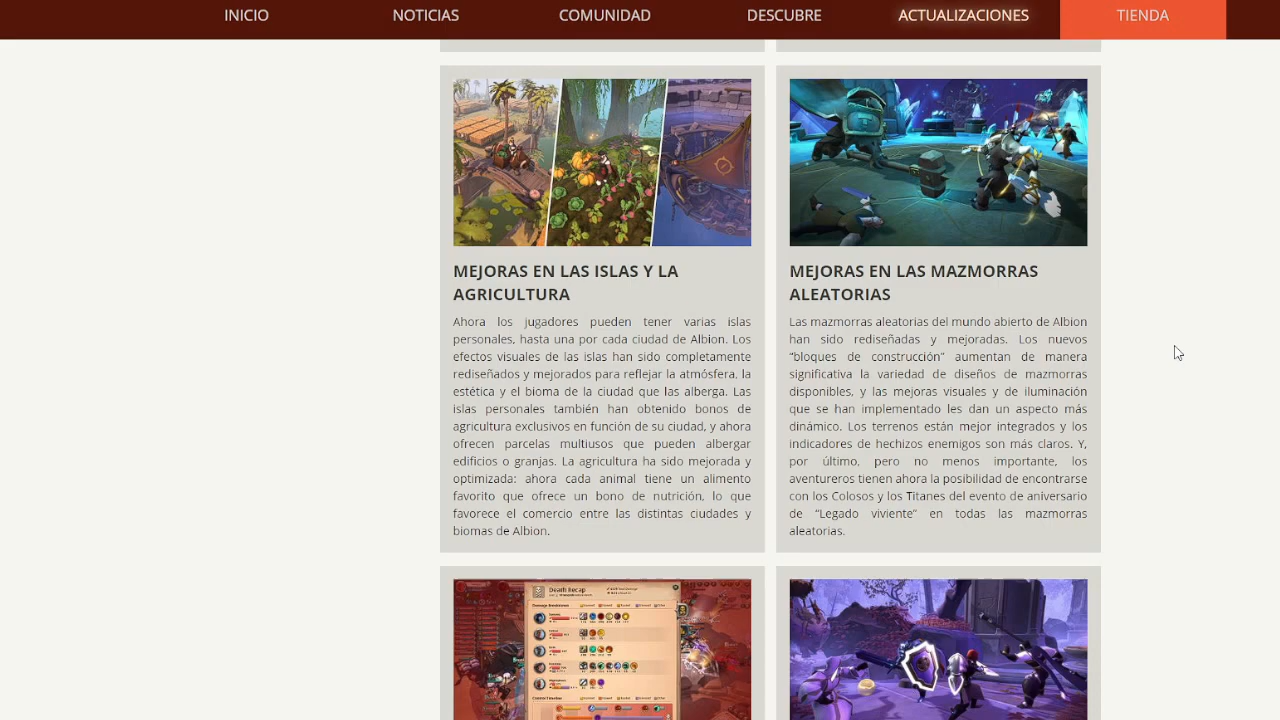 INICIO NOTICIAS COMUNIDAD DESCUBRE ACTUALIZACIONES TIENDA
MEJORAS EN LAS ISLAS Y LA
AGRICULTURA
Ahora los jugadores pueden tener varias islas
personales, hasta una por cada ciudad de Albion. Los
efectos visuales de las islas han sido completamente
rediseñados y mejorados para reflejar la atmósfera, la
estética y el bioma de la ciudad que las alberga. Las
islas personales también han obtenido bonos de
agricultura exclusivos en función de su ciudad, y ahora
ofrecen parcelas multiusos que pueden albergar
edificios o granjas. La agricultura ha sido mejorada y
optimizada: ahora cada animal tiene un alimento
favorito que ofrece un bono de nutrición, lo que
favorece el comercio entre las distintas ciudades y
biomas de Albion.
MEJORAS EN LAS MAZMORRAS
ALEATORIAS
Las mazmorras aleatorias del mundo abierto de Albion
han sido rediseñadas y mejoradas. Los nuevos
“bloques de construcción” aumentan de manera
significativa la variedad de diseños de mazmorras
disponibles, y las mejoras visuales y de iluminación
que se han implementado les dan un aspecto más
dinámico. Los terrenos están mejor integrados y los
indicadores de hechizos enemigos son más claros. Y,
por último, pero no menos importante, los
aventureros tienen ahora la posibilidad de encontrarse
con los Colosos y los Titanes del evento de aniversario
de “Legado viviente” en todas las mazmorras
aleatorias.
Death Recap